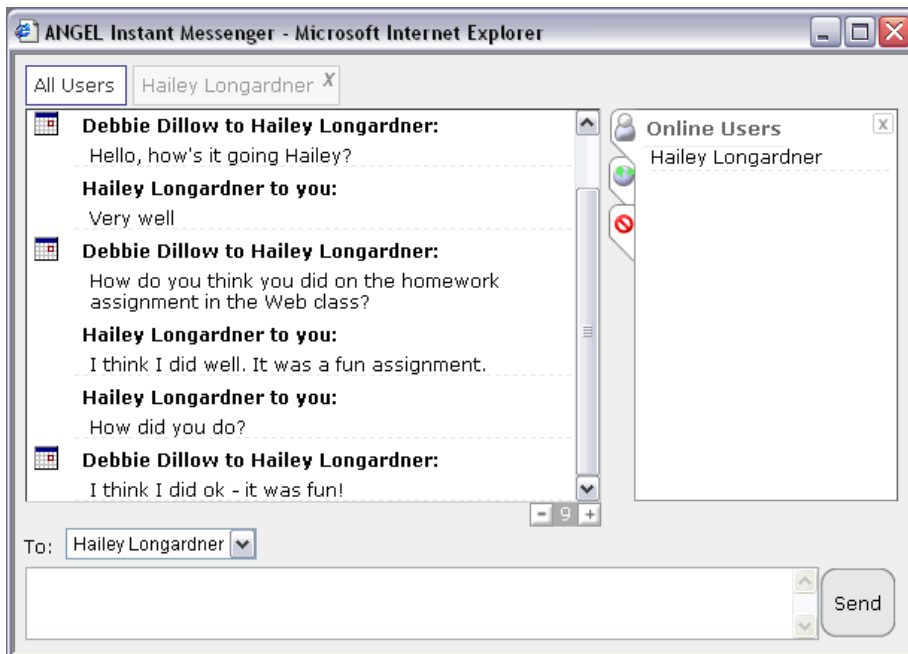 ANGEL Instant Messenger - Microsoft Internet Explorer
All Users
Hailey Longardner X
Debbie Dillow to Hailey Longardner:
Hello, how's it going Hailey?
Hailey Longardner to you:
Very well
Debbie Dillow to Hailey Longardner:
How do you think you did on the homework
assignment in the Web class?
Hailey Longardner to you:
I think I did well. It was a fun assignment.
Hailey Longardner to you:
How did you do?
Debbie Dillow to Hailey Longardner:
I think I did ok - it was fun!
- 9 +
Online Users x
Hailey Longardner
To: Hailey Longardner
Send